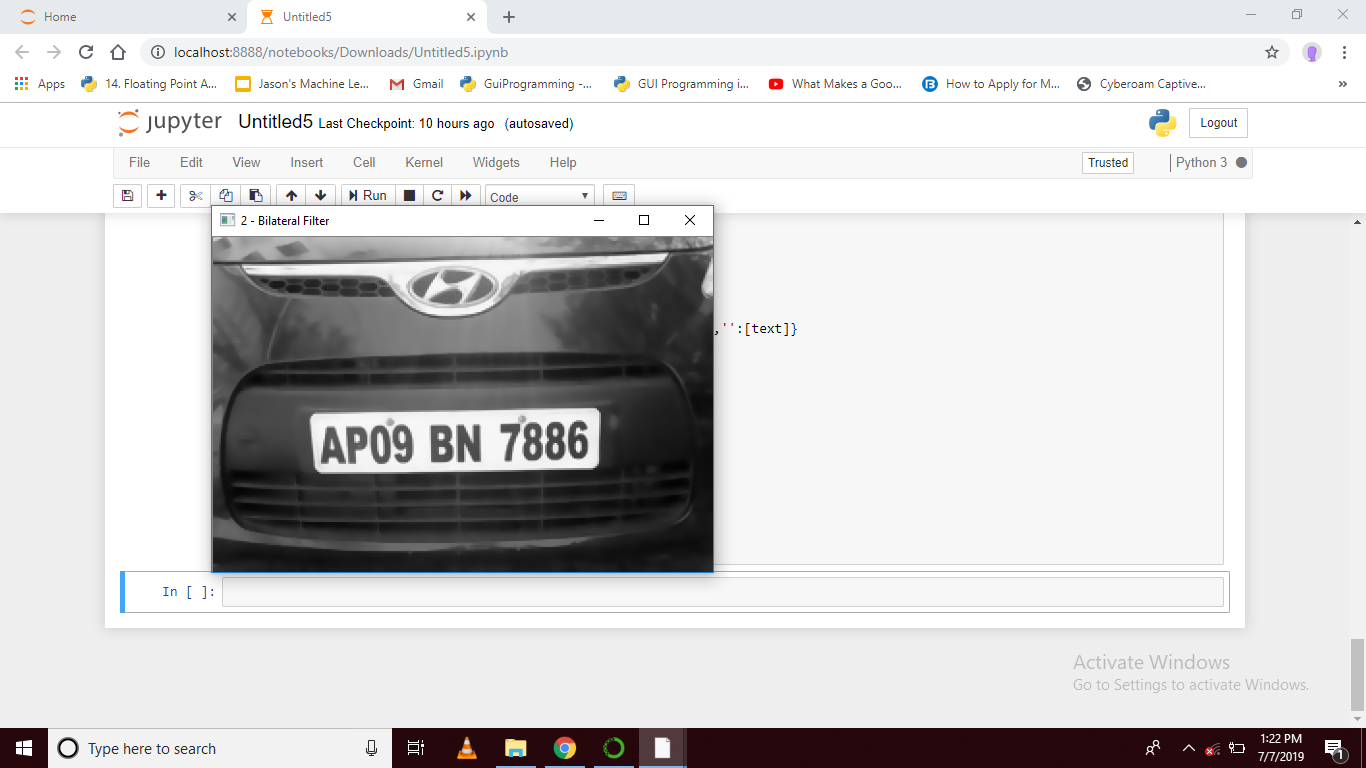 Home
Untitled5
localhost:8888/notebooks/Downloads/Untitled5.ipynb
Apps 14. Floating Point A... Jason's Machine Le... Gmail GuiProgramming -... GUI Programming i... What Makes a Goo... How to Apply for M... Cyberoam Captive... »
jupyter Untitled5 Last Checkpoint: 10 hours ago (autosaved) Logout
File Edit View Insert Cell Kernel Widgets Help Trusted Python 3
Run Code
2 - Bilateral Filter
,'':[text]}
AP09 BN 7886
In [ ]:
Activate Windows
Go to Settings to activate Windows.
Type here to search
1:22 PM
7/7/2019
1